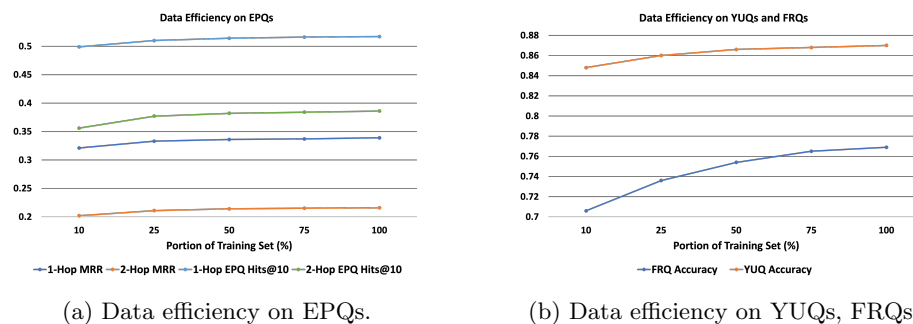 Data Efficiency on EPQs
0.5
0.45
0.4
0.35
0.3
0.25
0.2
10 25 50 75 100
Portion of Training Set (%)
1-Hop MRR 2-Hop MRR 1-Hop EPQ Hits@10 2-Hop EPQ Hits@10
(a) Data efficiency on EPQs.
Data Efficiency on YUQs and FRQs
0.88
0.86
0.84
0.82
0.8
0.78
0.76
0.74
0.72
0.7
10 25 50 75 100
Portion of Training Set (%)
FRQ Accuracy YUQ Accuracy
(b) Data efficiency on YUQs, FRQs